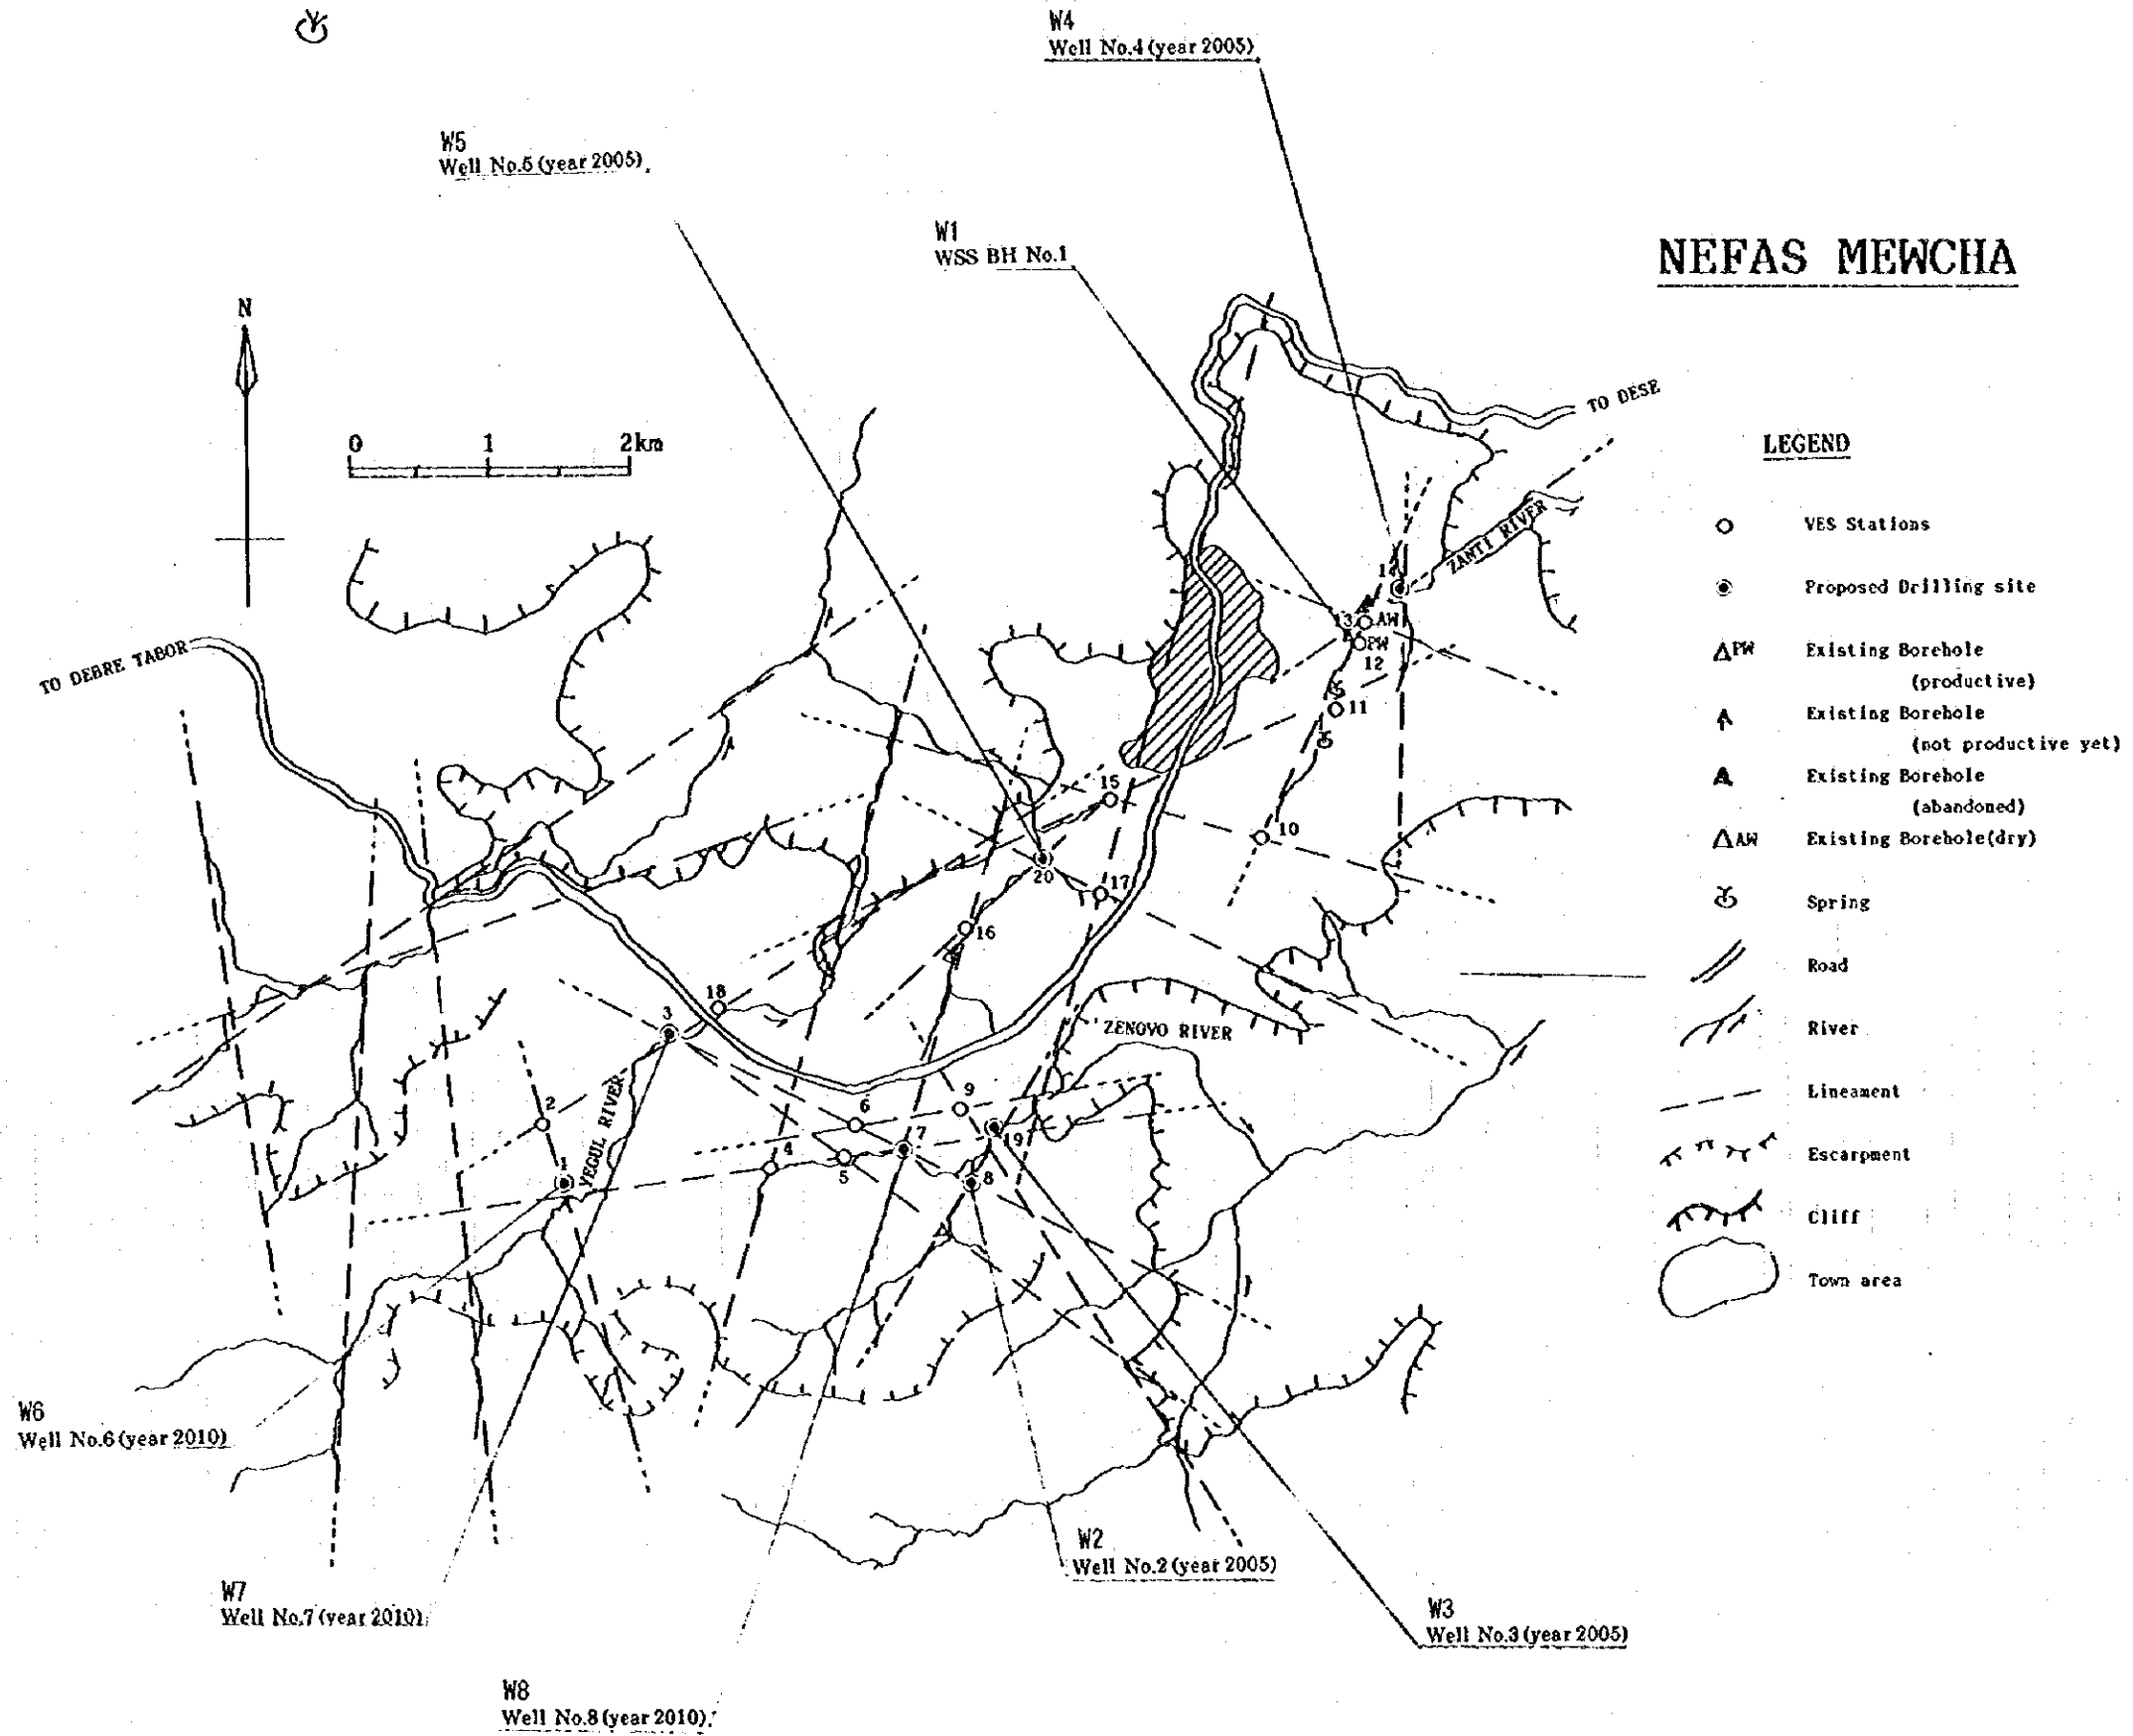 W4
Well No.4 (year 2005)
W5
Well No.5 (year 2005)
W1
WSS BH No.1
NEFAS MEWCHA
N
0 1 2km
TO DESE
LEGEND
VES Stations
ZANTI RIVER
14
Proposed Drilling site
13 AW
PW
12
PW Existing Borehole
(productive)
TO DEBRE TABOR
11
Existing Borehole
(not productive yet)
Existing Borehole
(abandoned)
15
10
AW Existing Borehole(dry)
20
17
Spring
16
Road
18
3
ZENOVO RIVER
River
2
YEGUL RIVER
6
9
Lineament
7
19
4
5
1
8
Escarpment
Cliff
Town area
W6
Well No.6 (year 2010)
W2
Well No.2 (year 2005)
W7
Well No.7 (year 2010)
W3
Well No.3 (year 2005)
W8
Well No.8 (year 2010)